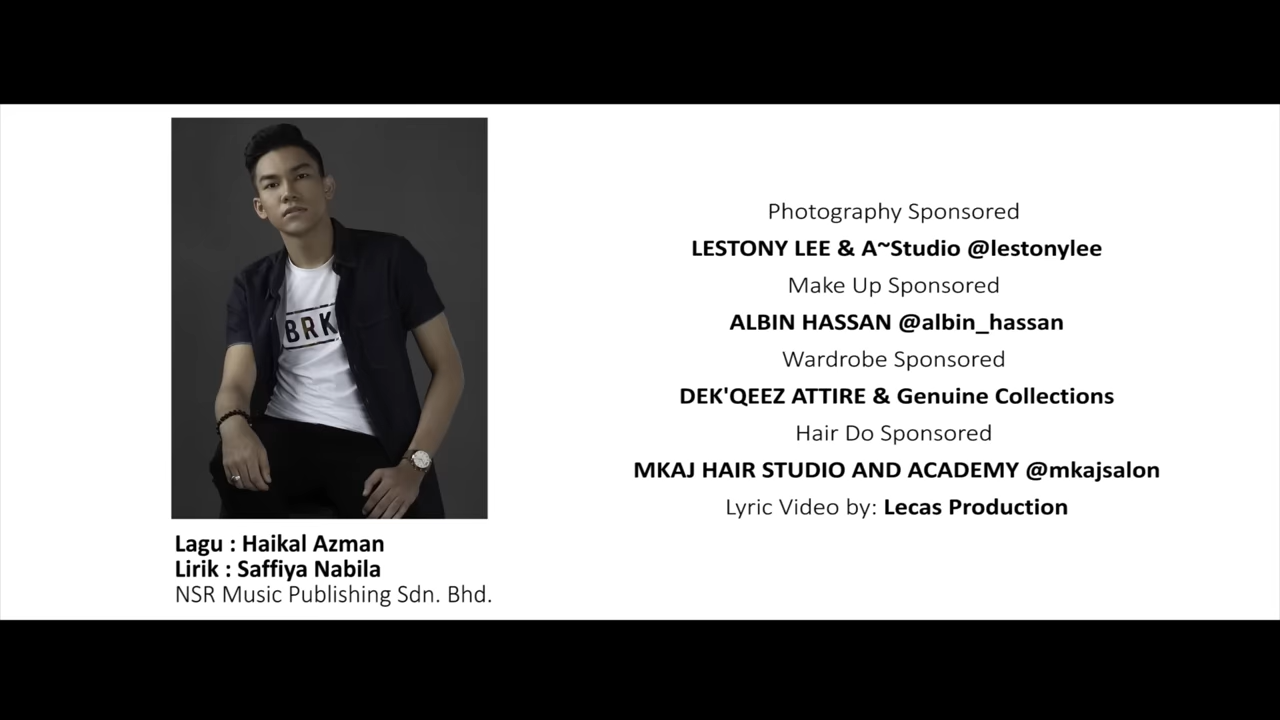 BRK
Lagu : Haikal Azman
Lirik : Saffiya Nabila
NSR Music Publishing Sdn. Bhd.
Photography Sponsored
LESTONY LEE & A~Studio @lestonylee
Make Up Sponsored
ALBIN HASSAN @albin_hassan
Wardrobe Sponsored
DEK'QEEZ ATTIRE & Genuine Collections
Hair Do Sponsored
MKAJ HAIR STUDIO AND ACADEMY @mkajsalon
Lyric Video by: Lecas Production